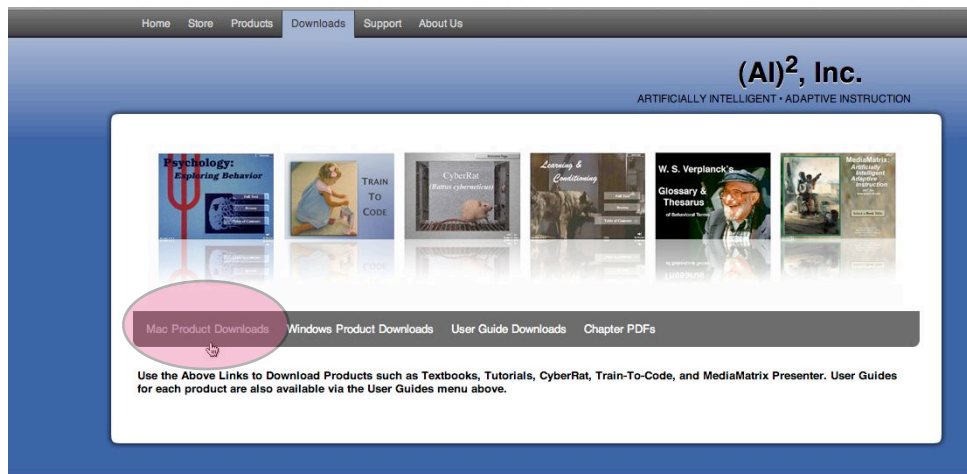 Home Store Products Downloads Support About Us
(AI)², Inc.
ARTIFICIALLY INTELLIGENT • ADAPTIVE INSTRUCTION
Psychology:
Exploring Behavior
TRAIN
TO
CODE
CyberRat
(Rattus cyberneticus)
Learning &
Conditioning
W. S. Verplanck's
Glossary &
Thesarus
of Behavioral Terms
MediaMatrix:
Artificially
Intelligent
Adaptive
Instruction
Mac Product Downloads Windows Product Downloads User Guide Downloads Chapter PDFs
Use the Above Links to Download Products such as Textbooks, Tutorials, CyberRat, Train-To-Code, and MediaMatrix Presenter. User Guides
for each product are also available via the User Guides menu above.